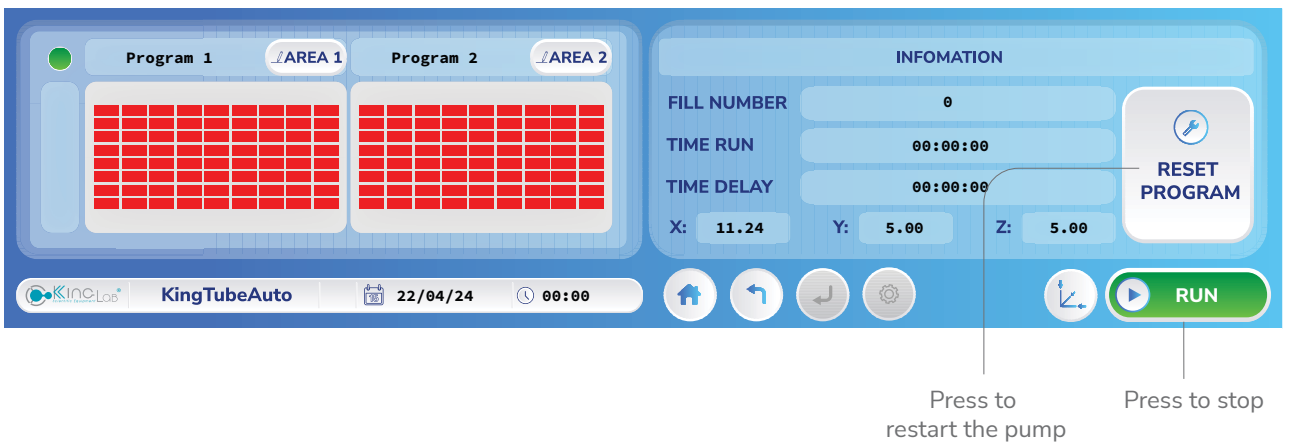 Program 1
AREA 1
Program 2
AREA 2
INFOMATION
FILL NUMBER
0
TIME RUN
00:00:00
TIME DELAY
00:00:00
X: 11.24 Y: 5.00 Z: 5.00
RESET
PROGRAM
KingLAB®
KingTubeAuto
22/04/24
00:00
RUN
Press to
restart the pump
Press to stop